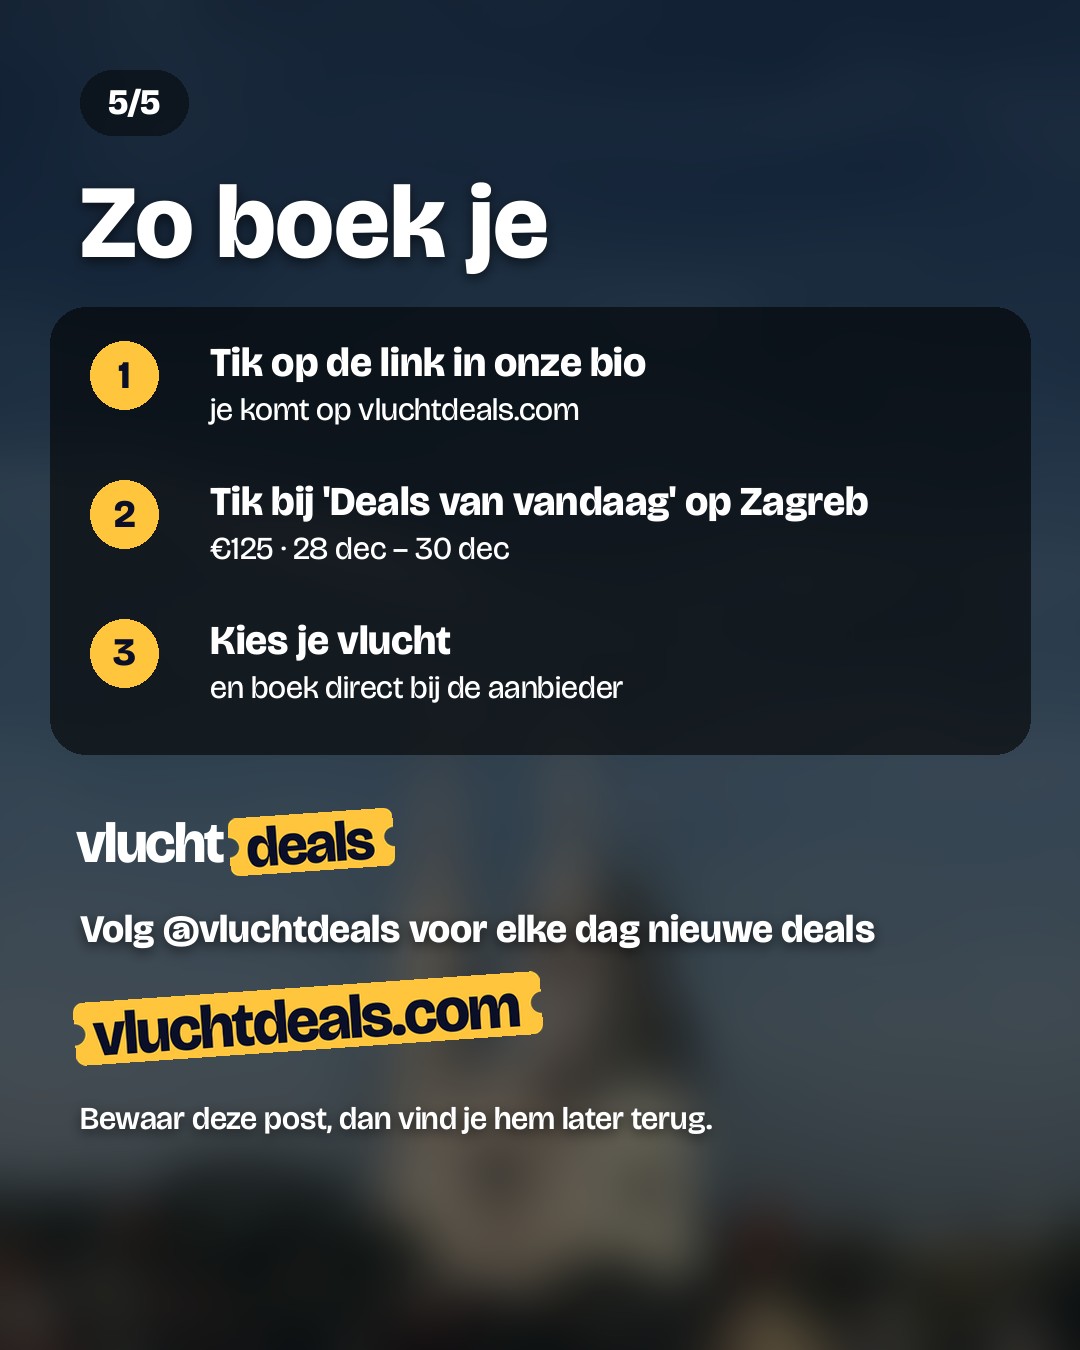 5/5
Zo boek je
1
Tik op de link in onze bio
je komt op vluchtdeals.com
2
Tik bij 'Deals van vandaag' op Zagreb
€125 · 28 dec – 30 dec
3
Kies je vlucht
en boek direct bij de aanbieder
vlucht deals
Volg @vluchtdeals voor elke dag nieuwe deals
vluchtdeals.com
Bewaar deze post, dan vind je hem later terug.